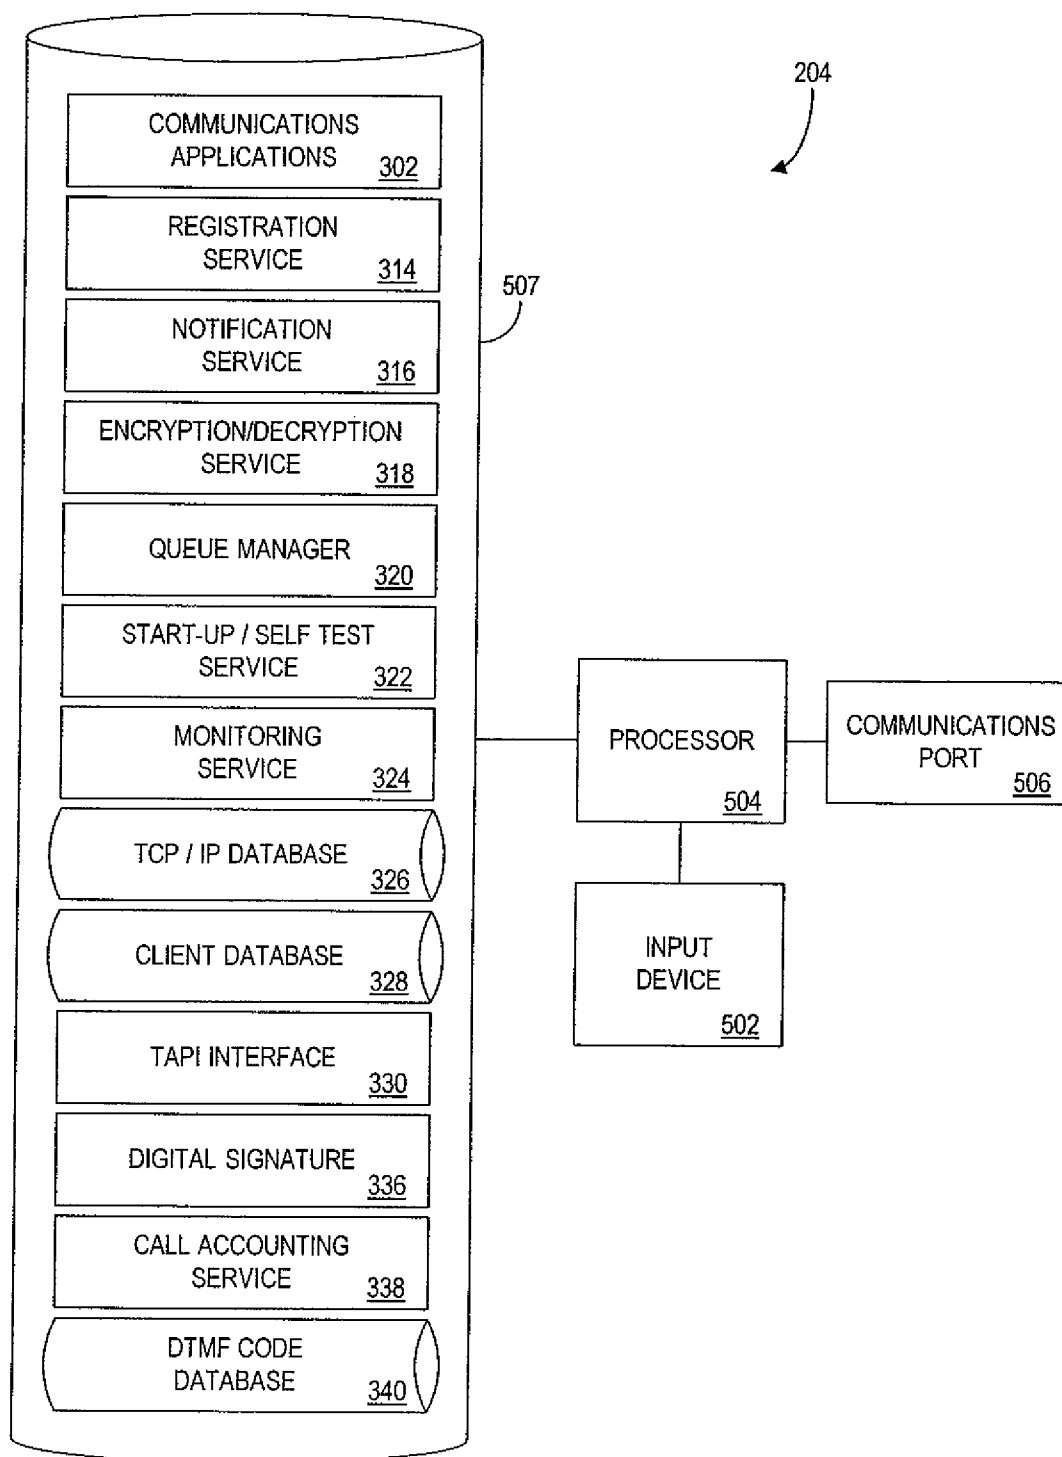 204
COMMUNICATIONS
APPLICATIONS
302
REGISTRATION
SERVICE
314
507
NOTIFICATION
SERVICE
316
ENCRYPTION/DECRYPTION
SERVICE
318
QUEUE MANAGER
320
START-UP / SELF TEST
SERVICE
322
MONITORING
SERVICE
324
TCP / IP DATABASE
326
CLIENT DATABASE
328
TAPI INTERFACE
330
DIGITAL SIGNATURE
336
CALL ACCOUNTING
SERVICE
338
DTMF CODE
DATABASE
340
PROCESSOR
504
COMMUNICATIONS
PORT
506
INPUT
DEVICE
502